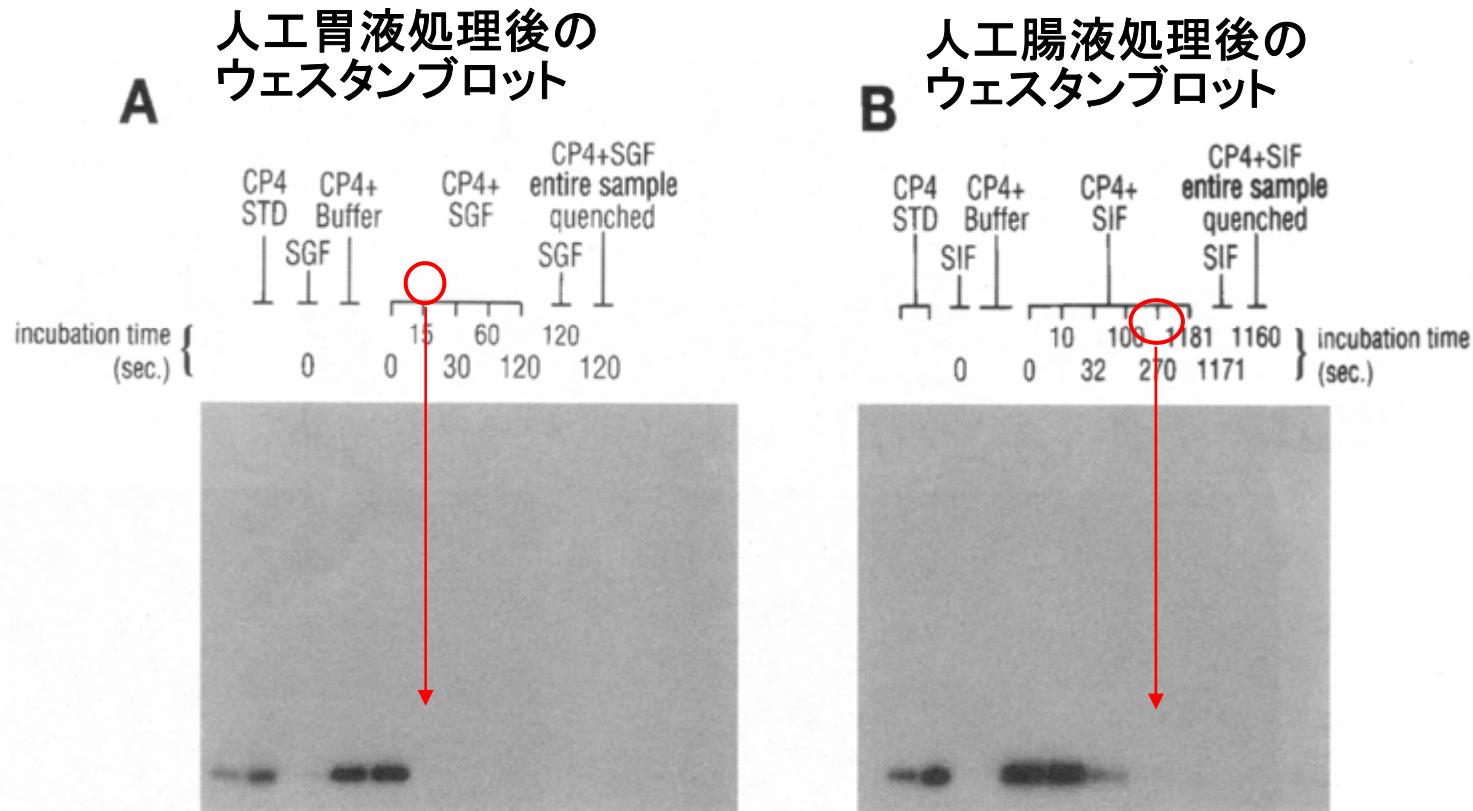 人工胃液処理後の
ウェスタンブロット
A
CP4+SGF
entire sample
quenched
CP4
STD
CP4+
Buffer
CP4+
SGF
SGF
SGF
incubation time
(sec.)
15
60
120
0
0
30
120
120
人工腸液処理後の
ウェスタンブロット
B
CP4+SIF
entire sample
quenched
CP4
STD
CP4+
Buffer
CP4+
SIF
SIF
SIF
10
100
1181
1160
0
0
32
270
1171
incubation time
(sec.)